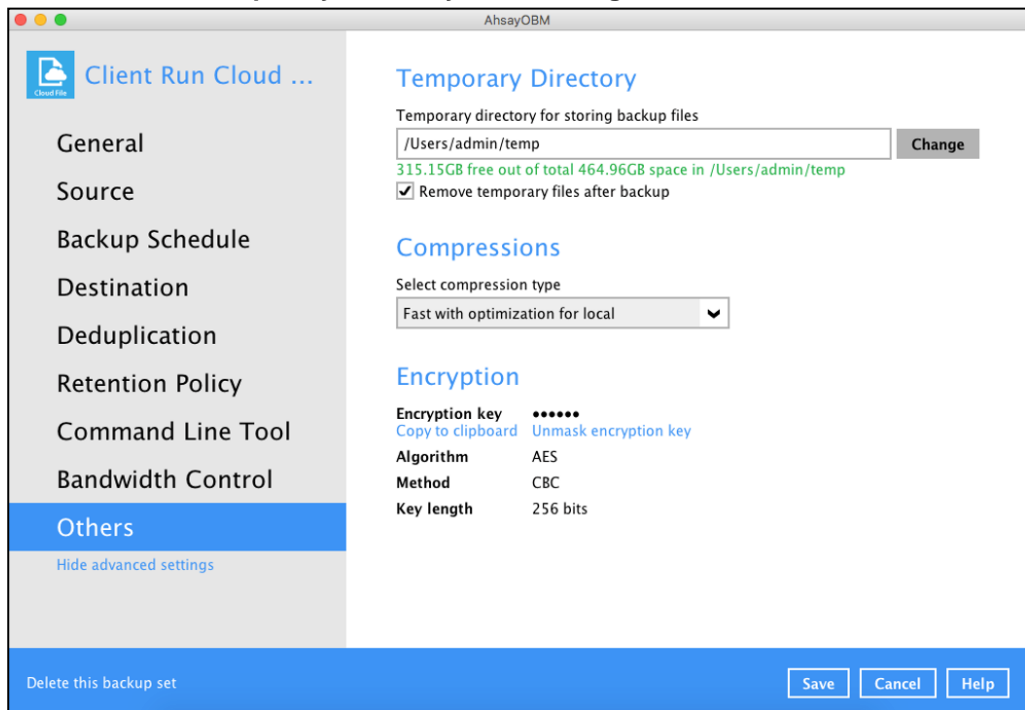 AhsayOBM
Cloud File
Client Run Cloud ...
General
Source
Backup Schedule
Destination
Deduplication
Retention Policy
Command Line Tool
Bandwidth Control
Others
Hide advanced settings
Temporary Directory
Temporary directory for storing backup files
/Users/admin/temp
Change
315.15GB free out of total 464.96GB space in /Users/admin/temp
Remove temporary files after backup
Compressions
Select compression type
Fast with optimization for local
Encryption
Encryption key ••••••
Copy to clipboard Unmask encryption key
Algorithm AES
Method CBC
Key length 256 bits
Delete this backup set
Save Cancel Help